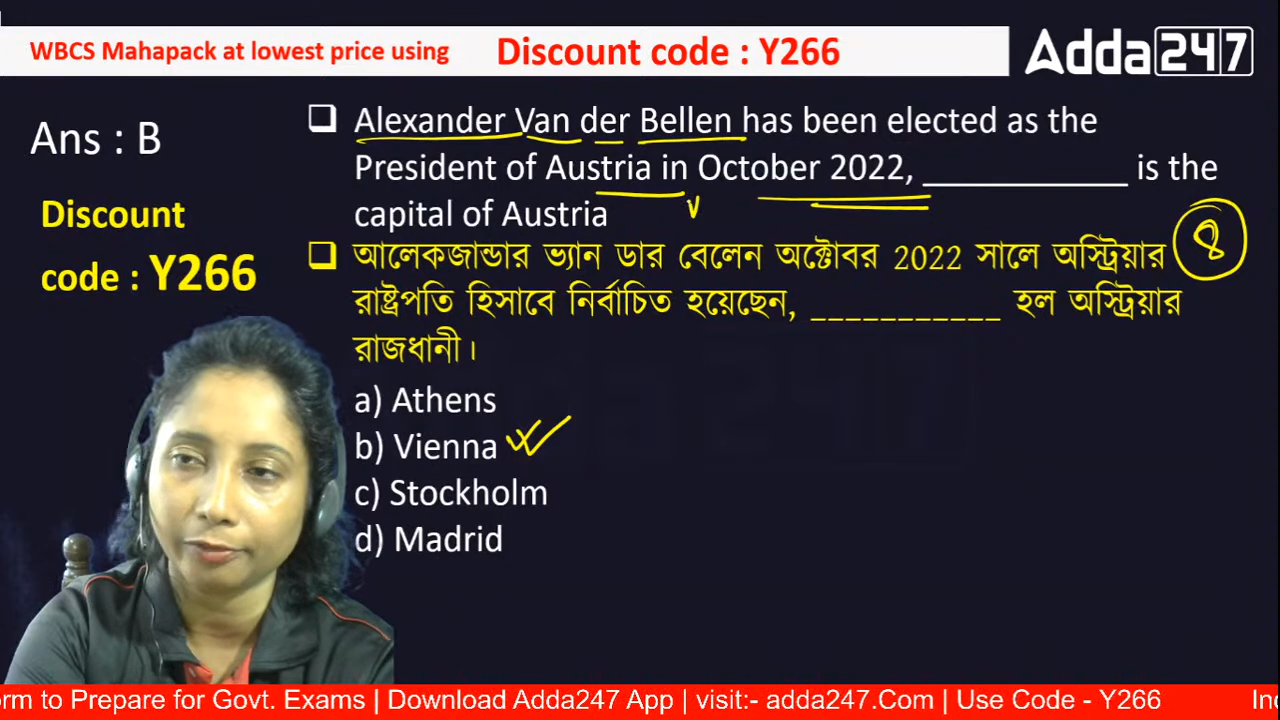 WBCS Mahapack at lowest price using Discount code : Y266
Adda247
Ans : B
Discount
code : Y266
Alexander Van der Bellen has been elected as the
President of Austria in October 2022, ____________ is the
capital of Austria
8
আলেকজান্ডার ভ্যান ডার বেলেন অক্টোবর 2022 সালে অস্ট্রিয়ার
রাষ্ট্রপতি হিসাবে নির্বাচিত হয়েছেন, ___________ হল অস্ট্রিয়ার
রাজধানী।
a) Athens
b) Vienna
c) Stockholm
d) Madrid
orm to Prepare for Govt. Exams | Download Adda247 App | visit:- adda247.Com | Use Code - Y266 In